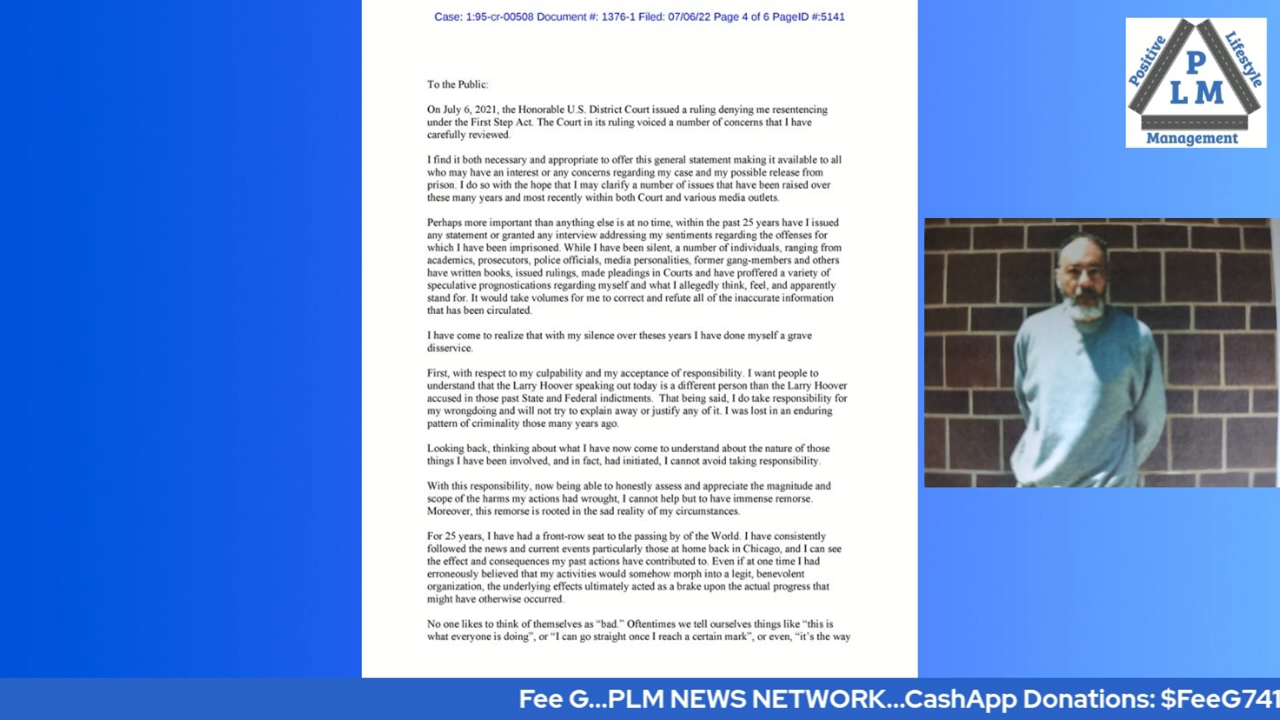 Case: 1:95-cr-00508 Document #: 1376-1 Filed: 07/06/22 Page 4 of 6 PageID #:5141
To the Public:
On July 6, 2021, the Honorable U.S. District Court issued a ruling denying me resentencing
under the First Step Act. The Court in its ruling voiced a number of concerns that I have
carefully reviewed.
I find it both necessary and appropriate to offer this general statement making it available to all
who may have an interest or any concerns regarding my case and my possible release from
prison. I do so with the hope that I may clarify a number of issues that have been raised over
these many years and most recently within both Court and various media outlets.
Perhaps more important than anything else is at no time, within the past 25 years have I issued
any statement or granted any interview addressing my sentiments regarding the offenses for
which I have been imprisoned. While I have been silent, a number of individuals, ranging from
academics, prosecutors, police officials, media personalities, former gang-members and others
have written books, issued rulings, made pleadings in Courts and have proffered a variety of
speculative prognostications regarding myself and what I allegedly think, feel, and apparently
stand for. It would take volumes for me to correct and refute all of the inaccurate information
that has been circulated.
I have come to realize that with my silence over theses years I have done myself a grave
disservice.
First, with respect to my culpability and my acceptance of responsibility. I want people to
understand that the Larry Hoover speaking out today is a different person than the Larry Hoover
accused in those past State and Federal indictments. That being said, I do take responsibility for
my wrongdoing and will not try to explain away or justify any of it. I was lost in an enduring
pattern of criminality those many years ago.
Looking back, thinking about what I have now come to understand about the nature of those
things I have been involved, and in fact, had initiated, I cannot avoid taking responsibility.
With this responsibility, now being able to honestly assess and appreciate the magnitude and
scope of the harms my actions had wrought, I cannot help but to have immense remorse.
Moreover, this remorse is rooted in the sad reality of my circumstances.
For 25 years, I have had a front-row seat to the passing by of the World. I have consistently
followed the news and current events particularly those at home back in Chicago, and I can see
the effect and consequences my past actions have contributed to. Even if at one time I had
erroneously believed that my activities would somehow morph into a legit, benevolent
organization, the underlying effects ultimately acted as a brake upon the actual progress that
might have otherwise occurred.
No one likes to think of themselves as “bad.” Oftentimes we tell ourselves things like “this is
what everyone is doing”, or “I can go straight once I reach a certain mark”, or even, “it’s the way
Positive
Lifestyle
P
L M
Management
Fee G...PLM NEWS NETWORK...CashApp Donations: $FeeG741